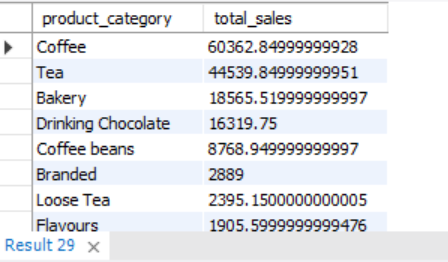 product_category total_sales
Coffee 60362.84999999928
Tea 44539.84999999951
Bakery 18565.519999999997
Drinking Chocolate 16319.75
Coffee beans 8768.949999999997
Branded 2889
Loose Tea 2395.1500000000005
Flavours 1905.5999999999476
Result 29 ×